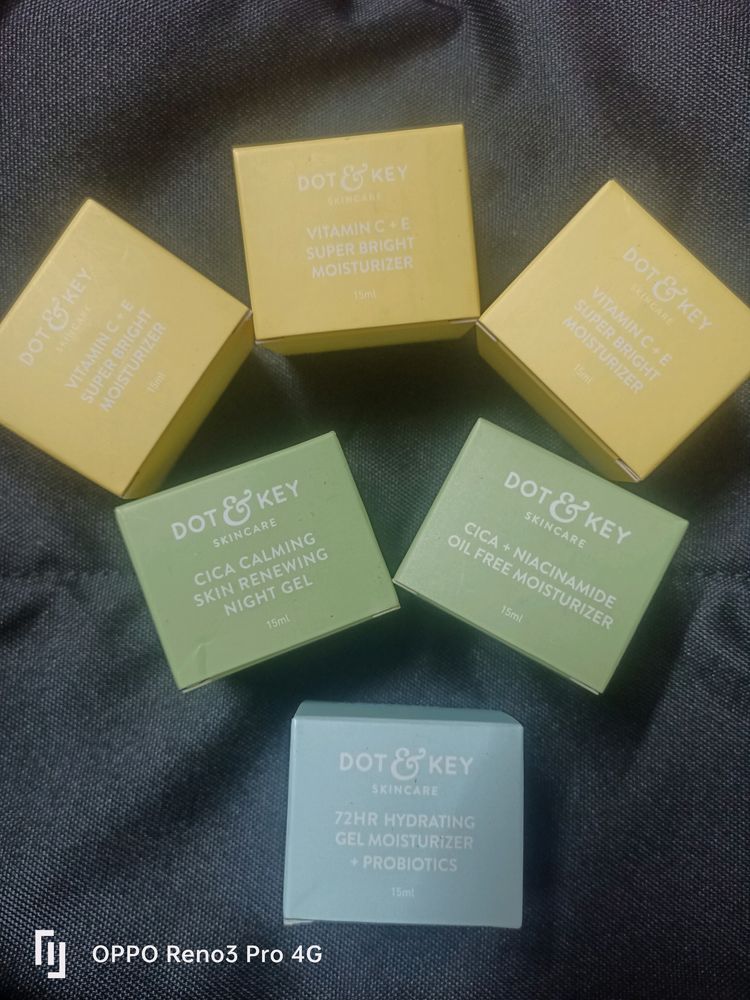 DOT & KEY
SKINCARE
VITAMIN C + E
SUPER BRIGHT
MOISTURIZER
15ml
DOT & KEY
SKINCARE
VITAMIN C + E
SUPER BRIGHT
MOISTURIZER
15ml
DOT & KEY
SKINCARE
VITAMIN C + E
SUPER BRIGHT
MOISTURIZER
15ml
DOT & KEY
SKINCARE
CICA CALMING
SKIN RENEWING
NIGHT GEL
15ml
DOT & KEY
SKINCARE
CICA + NIACINAMIDE
OIL FREE MOISTURIZER
15ml
DOT & KEY
SKINCARE
72HR HYDRATING
GEL MOISTURIZER
+ PROBIOTICS
15ml
OPPO Reno3 Pro 4G